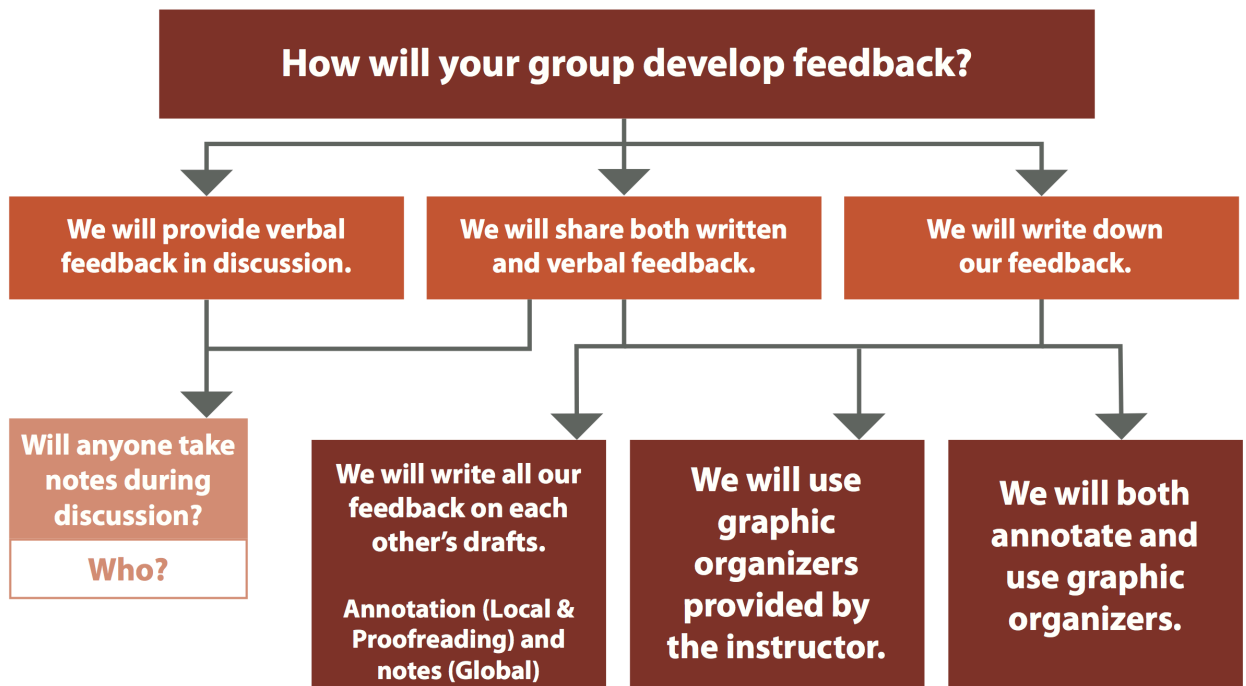 How will your group develop feedback?
We will provide verbal
feedback in discussion.
We will share both written
and verbal feedback.
We will write down
our feedback.
Will anyone take
notes during
discussion?
Who?
We will write all our
feedback on each
other’s drafts.
Annotation (Local &
Proofreading) and
notes (Global)
We will use
graphic
organizers
provided by
the instructor.
We will both
annotate and
use graphic
organizers.